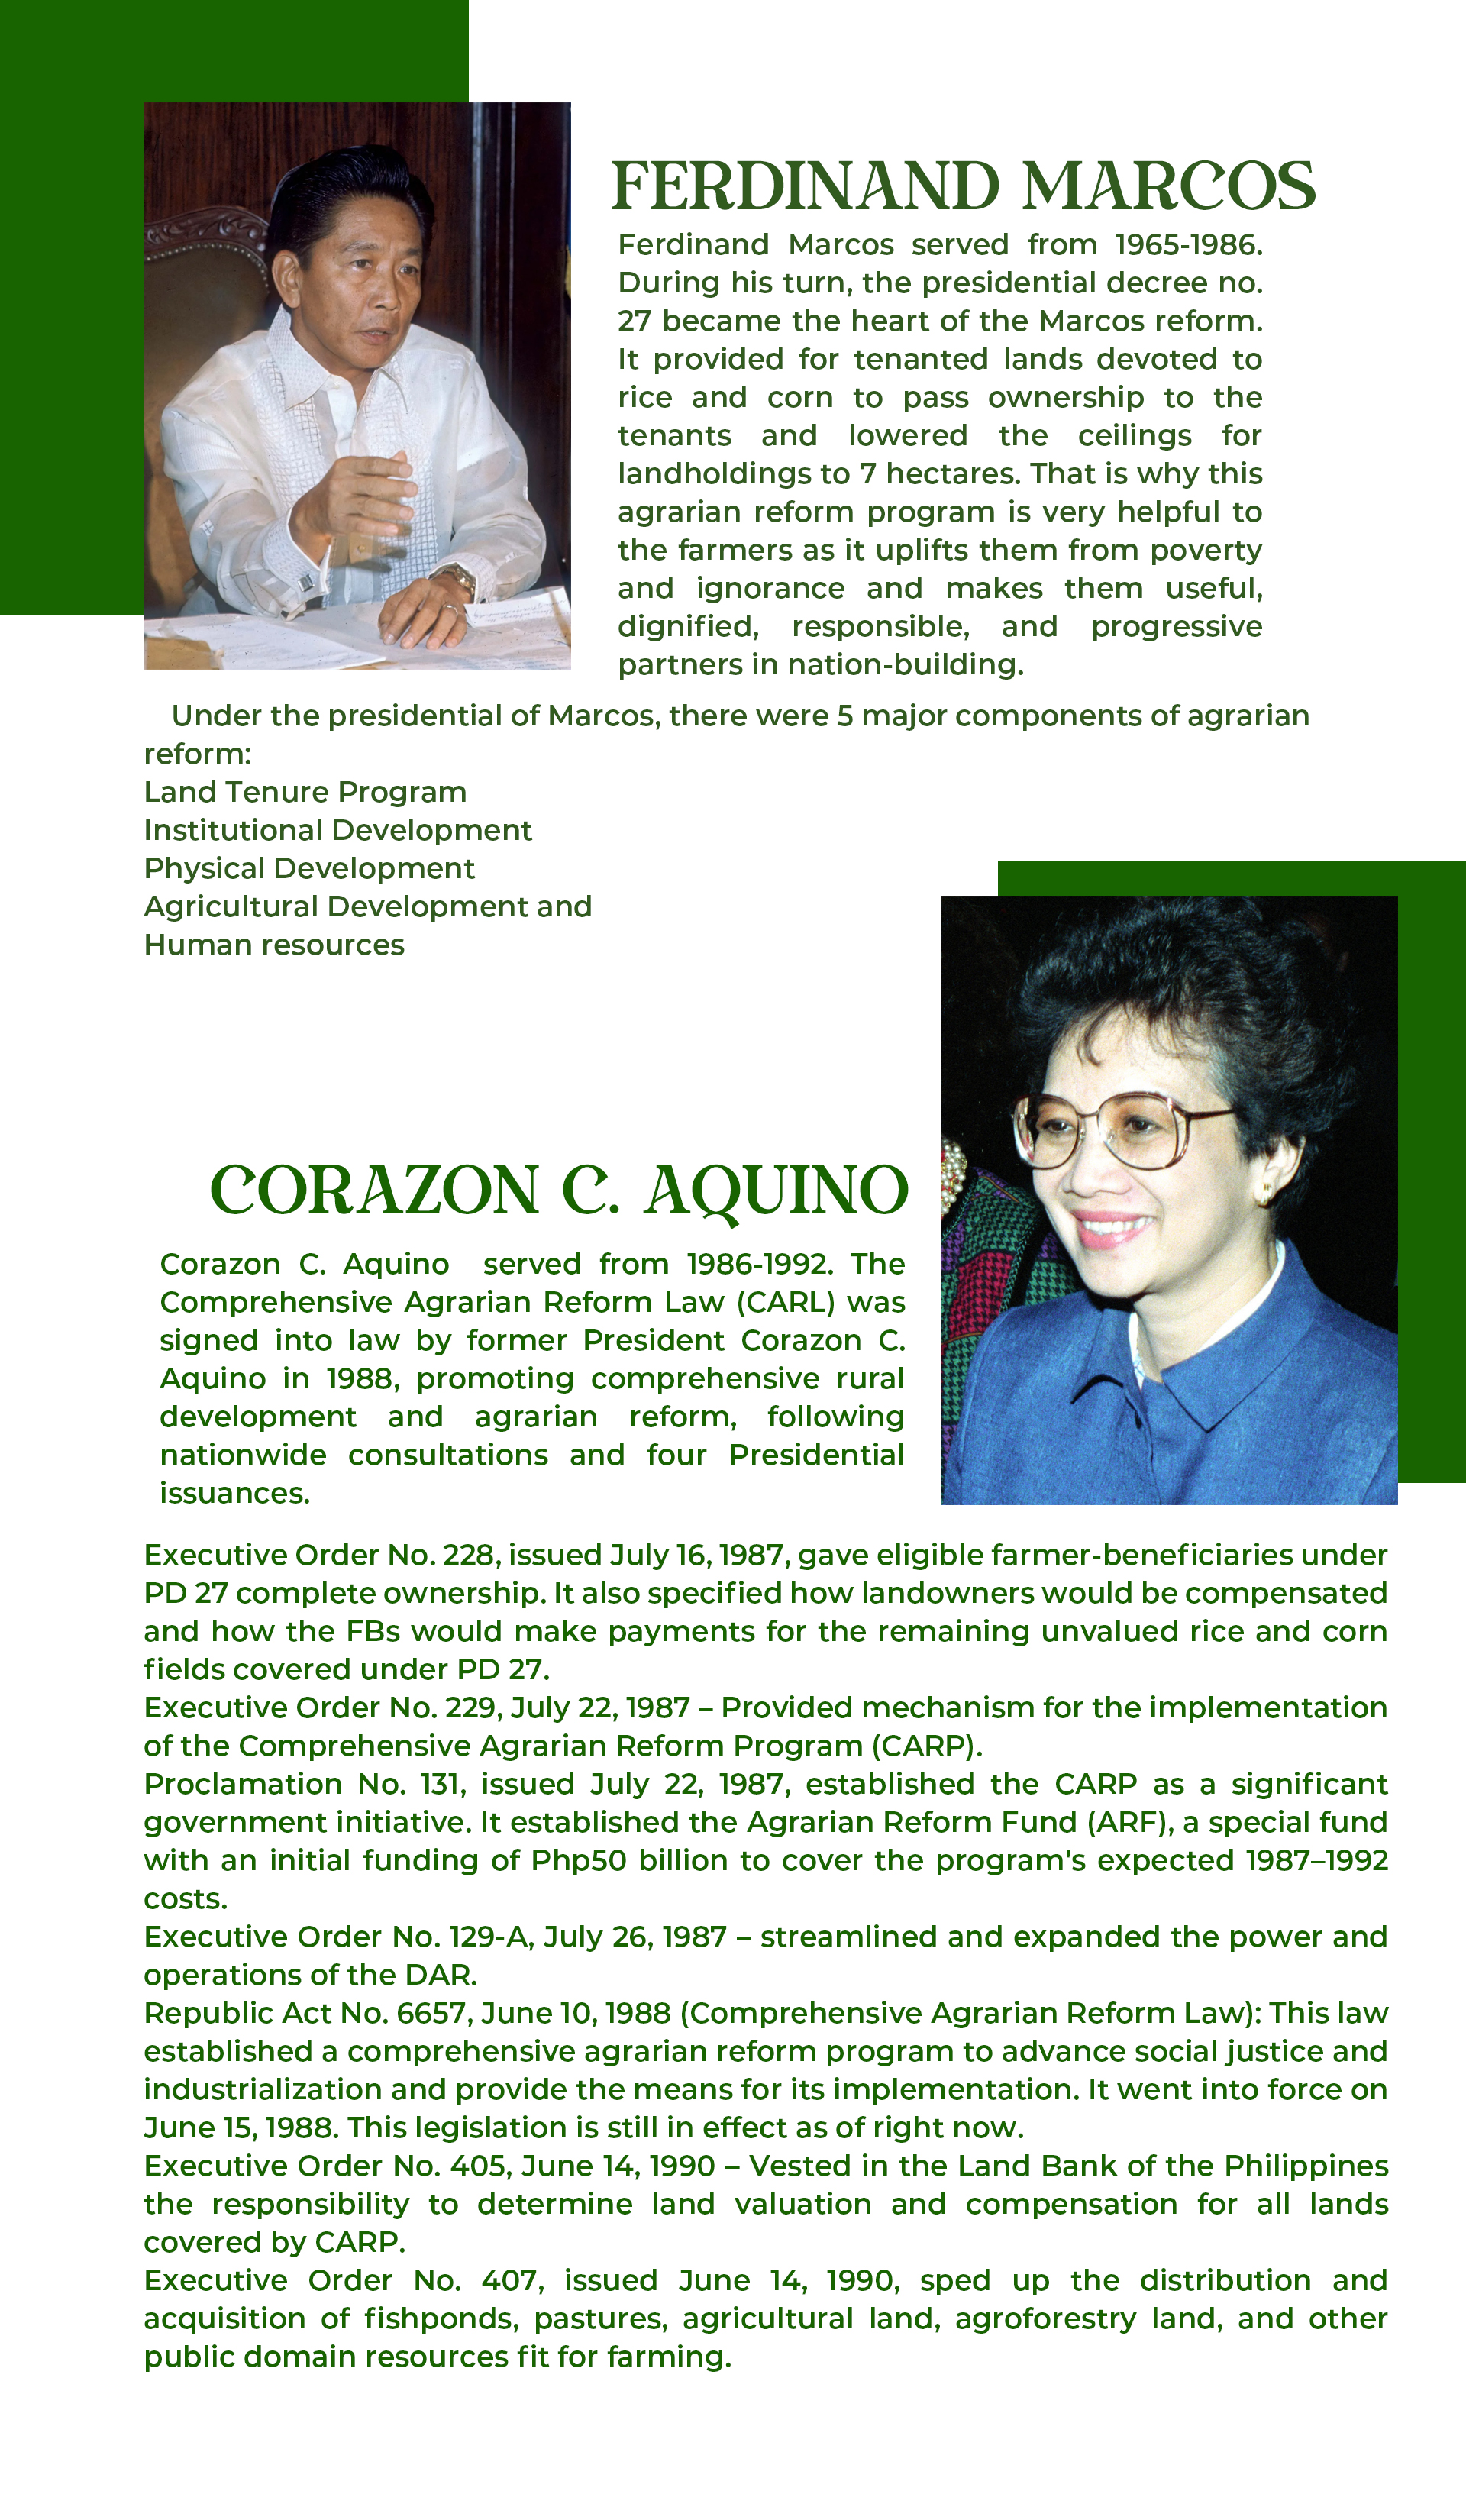 FERDINAND MARCOS
Ferdinand Marcos served from 1965-1986.
During his turn, the presidential decree no.
27 became the heart of the Marcos reform.
It provided for tenanted lands devoted to
rice and corn to pass ownership to the
tenants and lowered the ceilings for
landholdings to 7 hectares. That is why this
agrarian reform program is very helpful to
the farmers as it uplifts them from poverty
and ignorance and makes them useful,
dignified, responsible, and progressive
partners in nation-building.
Under the presidential of Marcos, there were 5 major components of agrarian
reform:
Land Tenure Program
Institutional Development
Physical Development
Agricultural Development and
Human resources
CORAZON C. AQUINO
Corazon C. Aquino served from 1986-1992. The
Comprehensive Agrarian Reform Law (CARL) was
signed into law by former President Corazon C.
Aquino in 1988, promoting comprehensive rural
development and agrarian reform, following
nationwide consultations and four Presidential
issuances.
Executive Order No. 228, issued July 16, 1987, gave eligible farmer-beneficiaries under
PD 27 complete ownership. It also specified how landowners would be compensated
and how the FBs would make payments for the remaining unvalued rice and corn
fields covered under PD 27.
Executive Order No. 229, July 22, 1987 – Provided mechanism for the implementation
of the Comprehensive Agrarian Reform Program (CARP).
Proclamation No. 131, issued July 22, 1987, established the CARP as a significant
government initiative. It established the Agrarian Reform Fund (ARF), a special fund
with an initial funding of Php50 billion to cover the program's expected 1987–1992
costs.
Executive Order No. 129-A, July 26, 1987 – streamlined and expanded the power and
operations of the DAR.
Republic Act No. 6657, June 10, 1988 (Comprehensive Agrarian Reform Law): This law
established a comprehensive agrarian reform program to advance social justice and
industrialization and provide the means for its implementation. It went into force on
June 15, 1988. This legislation is still in effect as of right now.
Executive Order No. 405, June 14, 1990 – Vested in the Land Bank of the Philippines
the responsibility to determine land valuation and compensation for all lands
covered by CARP.
Executive Order No. 407, issued June 14, 1990, sped up the distribution and
acquisition of fishponds, pastures, agricultural land, agroforestry land, and other
public domain resources fit for farming.